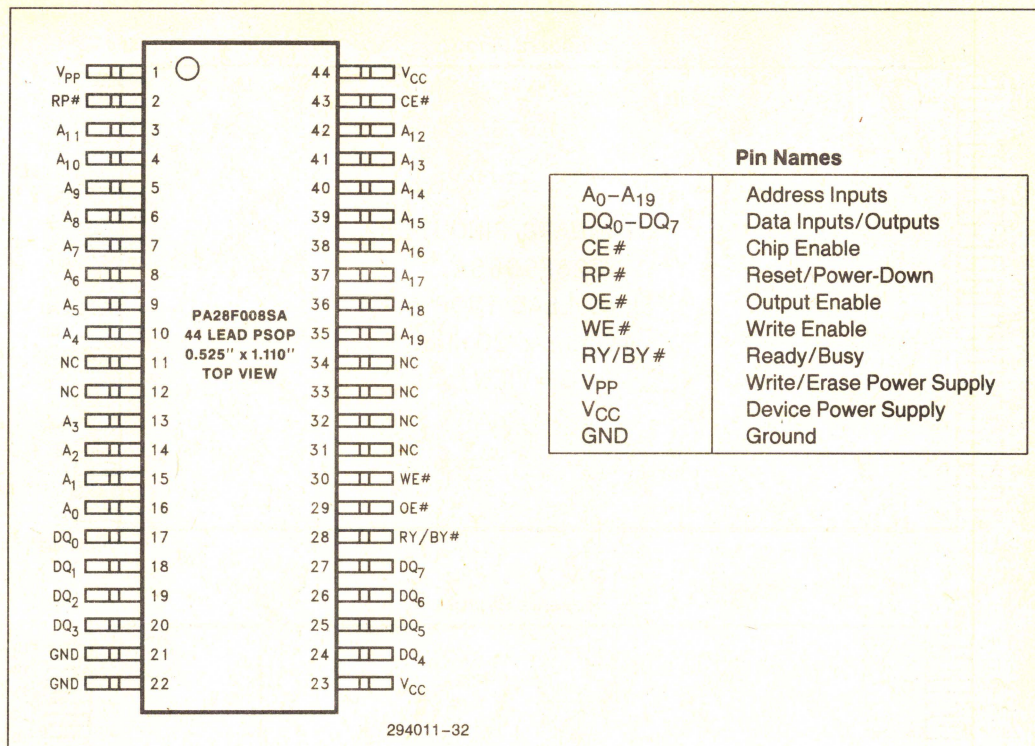 V_PP 1 44 V_CC
RP# 2 43 CE#
A_11 3 42 A_12
A_10 4 41 A_13
A_9 5 40 A_14
A_8 6 39 A_15
A_7 7 38 A_16
A_6 8 37 A_17
A_5 9 36 A_18
A_4 10 35 A_19
NC 11 34 NC
NC 12 33 NC
A_3 13 32 NC
A_2 14 31 NC
A_1 15 30 WE#
A_0 16 29 OE#
DQ_0 17 28 RY/BY#
DQ_1 18 27 DQ_7
DQ_2 19 26 DQ_6
DQ_3 20 25 DQ_5
GND 21 24 DQ_4
GND 22 23 V_CC
PA28F008SA
44 LEAD PSOP
0.525" x 1.110"
TOP VIEW
294011-32
Pin Names
A_0–A_19 Address Inputs
DQ_0–DQ_7 Data Inputs/Outputs
CE# Chip Enable
RP# Reset/Power-Down
OE# Output Enable
WE# Write Enable
RY/BY# Ready/Busy
V_PP Write/Erase Power Supply
V_CC Device Power Supply
GND Ground